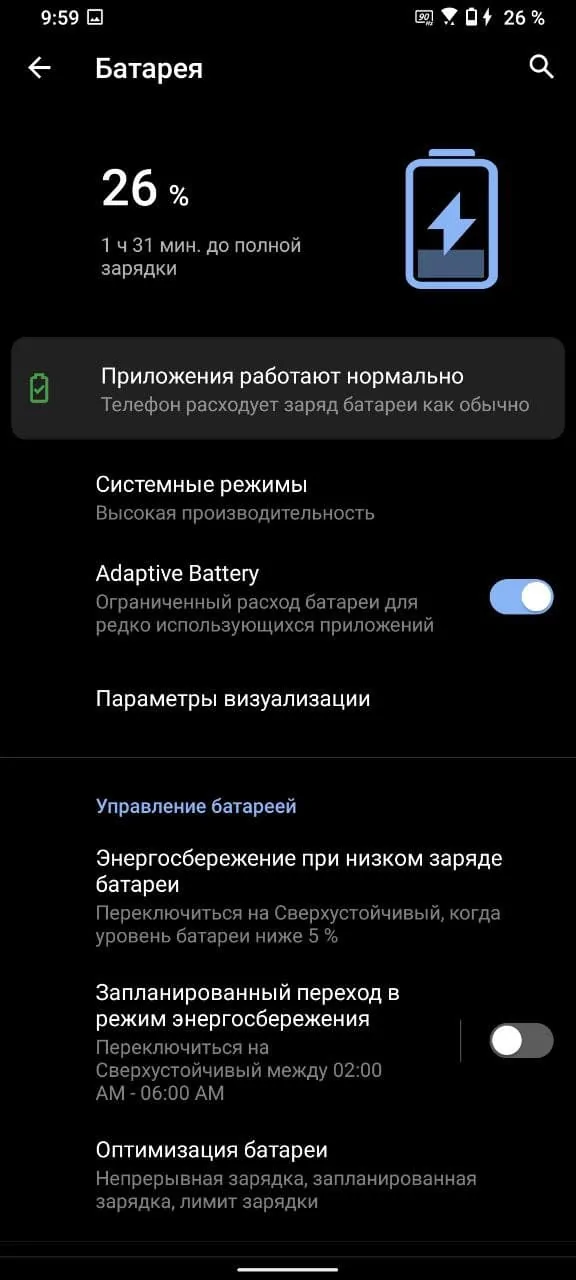 9:59
90 Hz 26 %
Батарея
26 %
1 ч 31 мин. до полной
зарядки
Приложения работают нормально
Телефон расходует заряд батареи как обычно
Системные режимы
Высокая производительность
Adaptive Battery
Ограниченный расход батареи для
редко использующихся приложений
Параметры визуализации
Управление батареей
Энергосбережение при низком заряде
батареи
Переключиться на Сверхустойчивый, когда
уровень батареи ниже 5 %
Запланированный переход в
режим энергосбережения
Переключиться на
Сверхустойчивый между 02:00
AM - 06:00 AM
Оптимизация батареи
Непрерывная зарядка, запланированная
зарядка, лимит зарядки